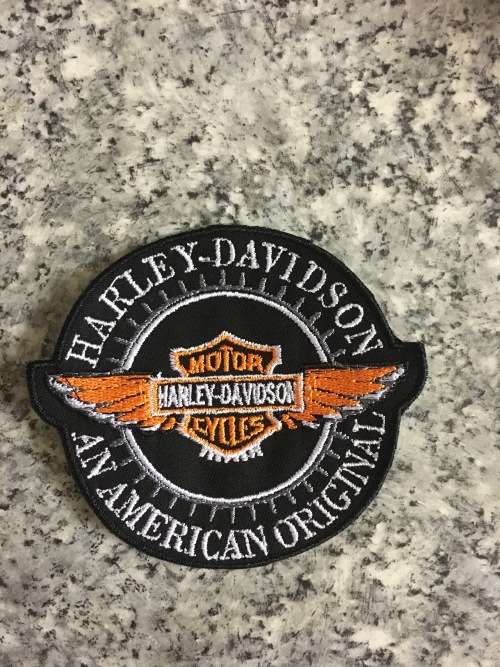 HARLEY-DAVIDSON
MOTOR
HARLEY-DAVIDSON
CYCLES
AN AMERICAN ORIGINAL